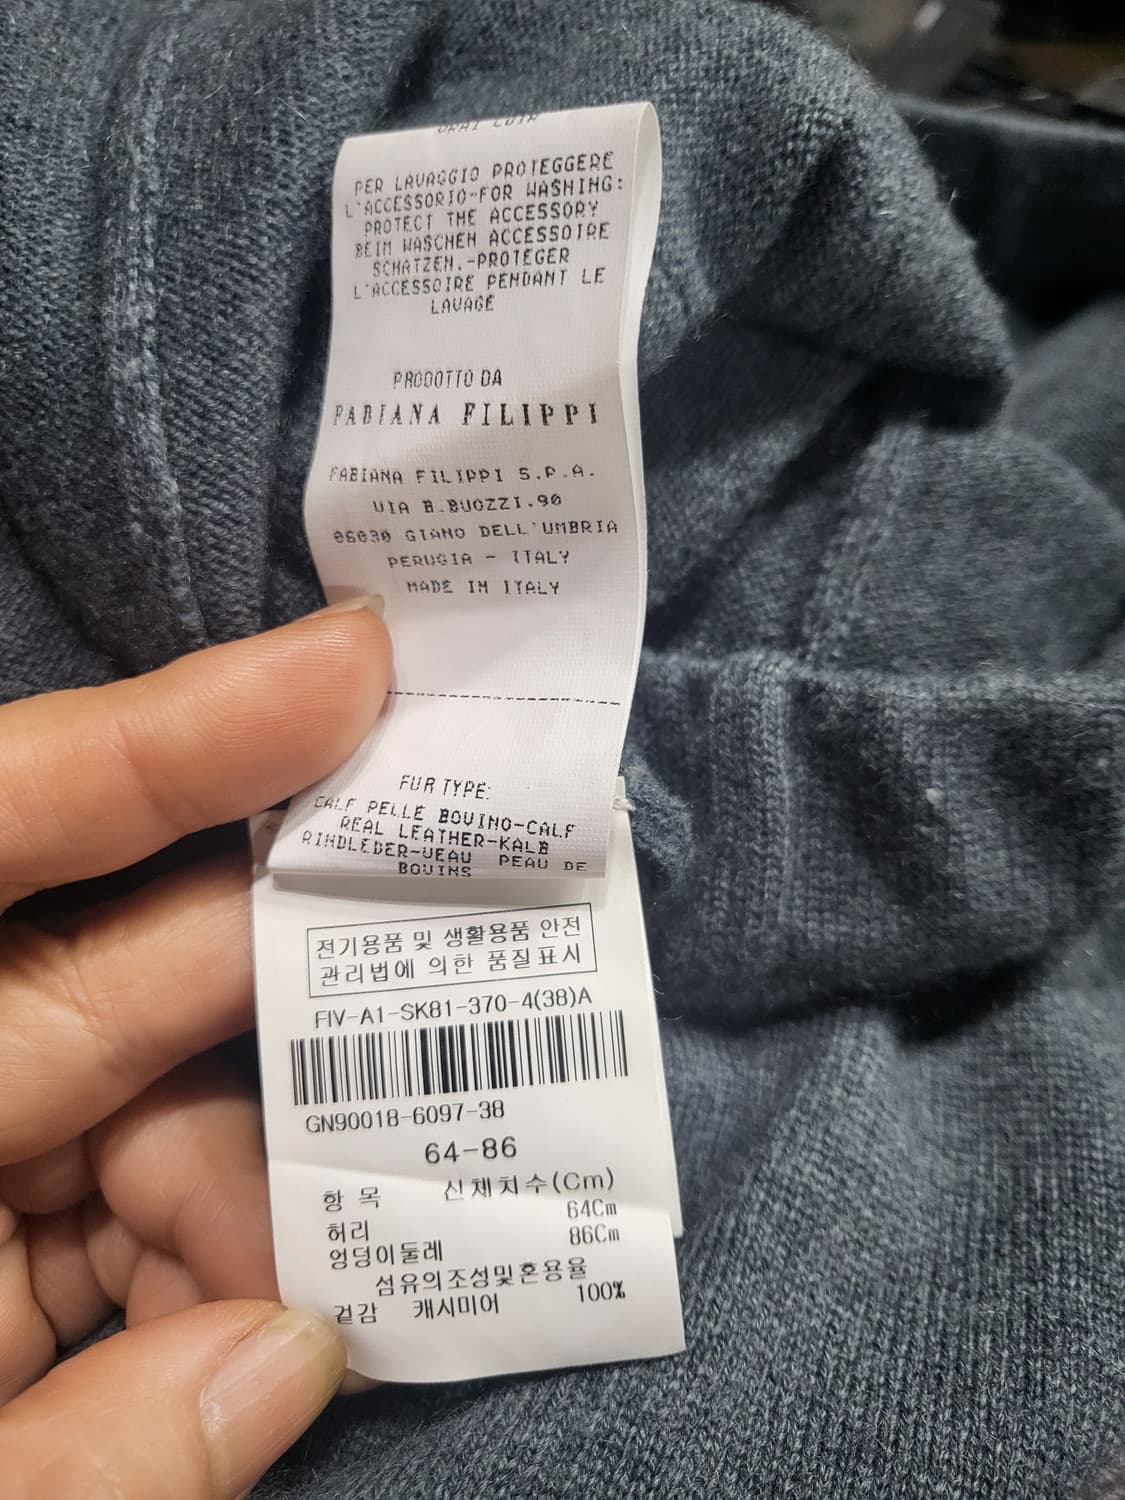 VRAI CUIR
PER LAVAGGIO PROTEGGERE
L'ACCESSORIO-FOR WASHING:
PROTECT THE ACCESSORY
BEIM WASCHEN ACCESSOIRE
SCHATZEN.-PROTEGER
L'ACCESSOIRE PENDANT LE
LAVAGE
PRODOTTO DA
FABIANA FILIPPI
FABIANA FILIPPI S.P.A.
VIA B.BUOZZI.90
06030 GIANO DELL'UMBRIA
PERUGIA - ITALY
MADE IN ITALY
FUR TYPE:
CALF PELLE BOVINO-CALF
REAL LEATHER-KALB
RINDLEDER-VEAU PEAU DE
BOVINS
전기용품 및 생활용품 안전
관리법에 의한 품질표시
FIV-A1-SK81-370-4(38)A
GN90018-6097-38
64-86
항 목 신체치수(Cm)
허리 64Cm
엉덩이둘레 86Cm
섬유의조성및혼용율
겉감 캐시미어 100%